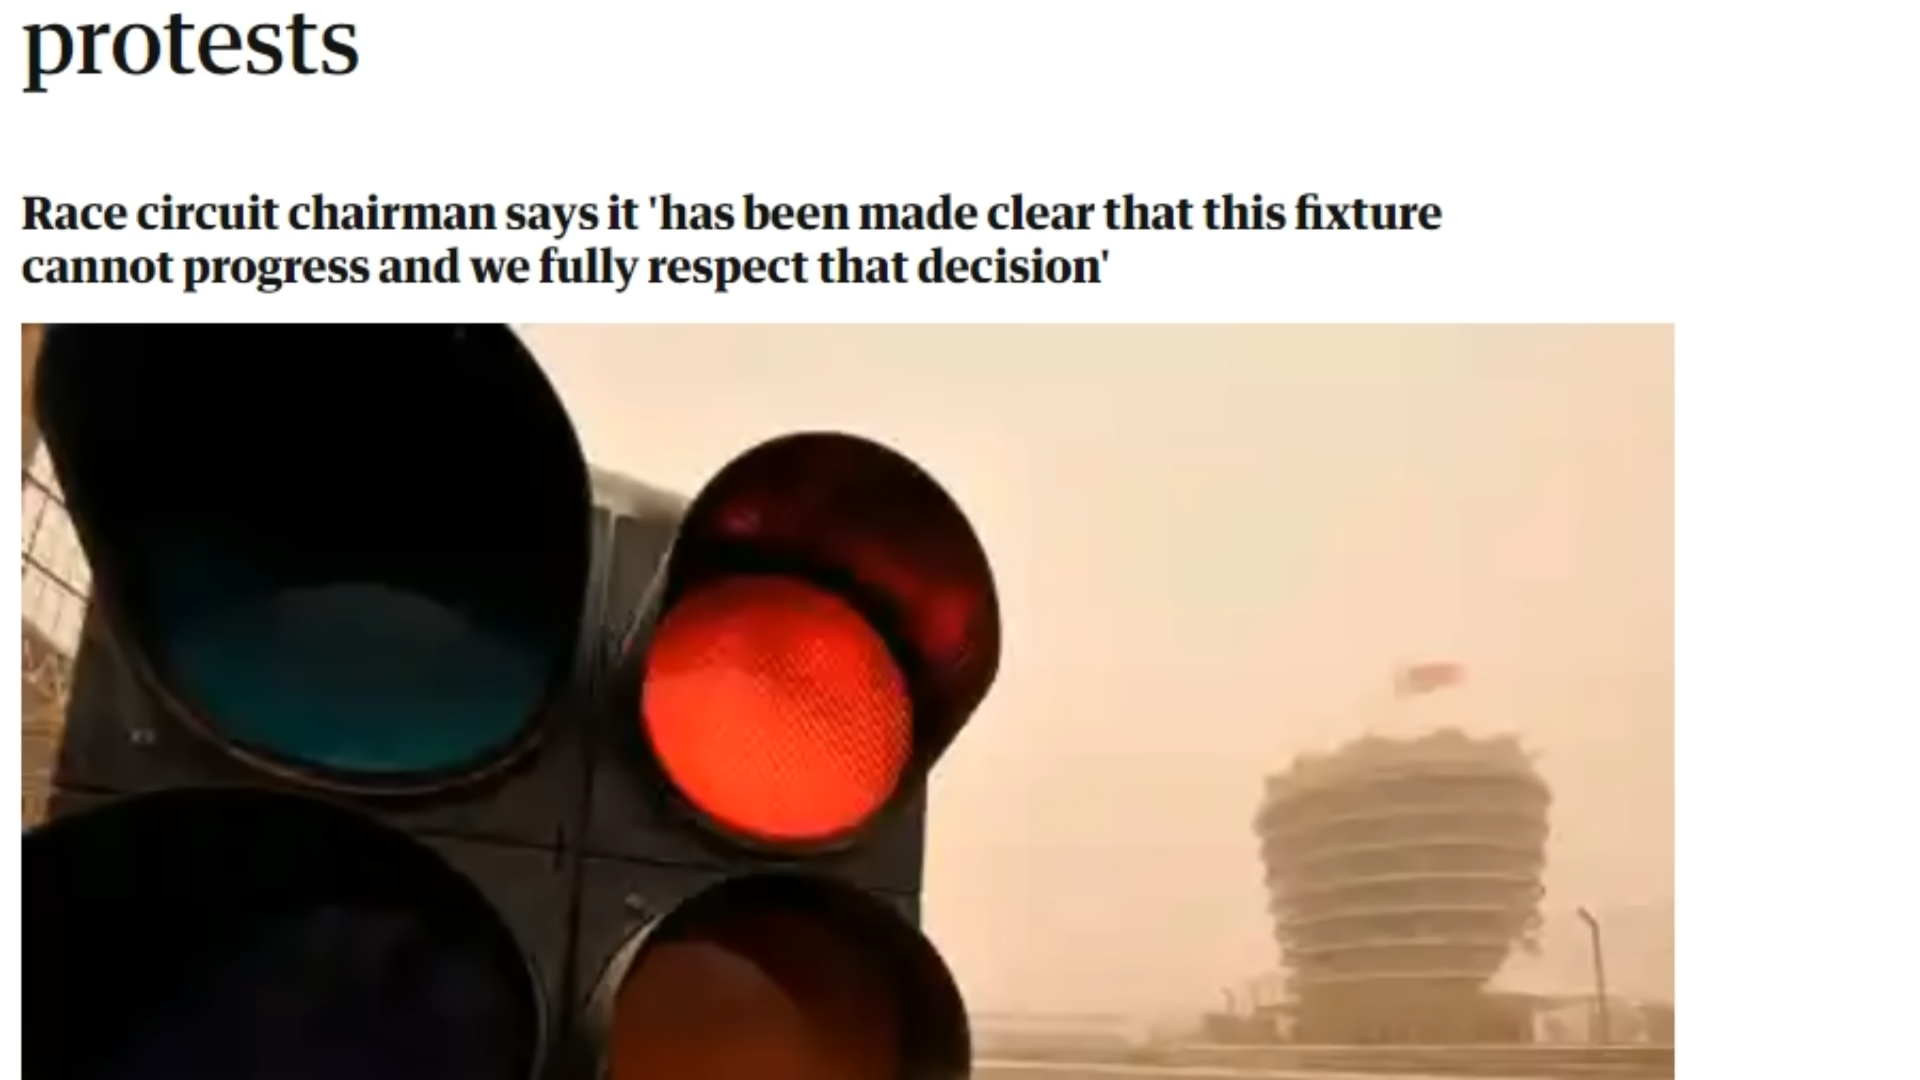 protests
Race circuit chairman says it 'has been made clear that this fixture
cannot progress and we fully respect that decision'